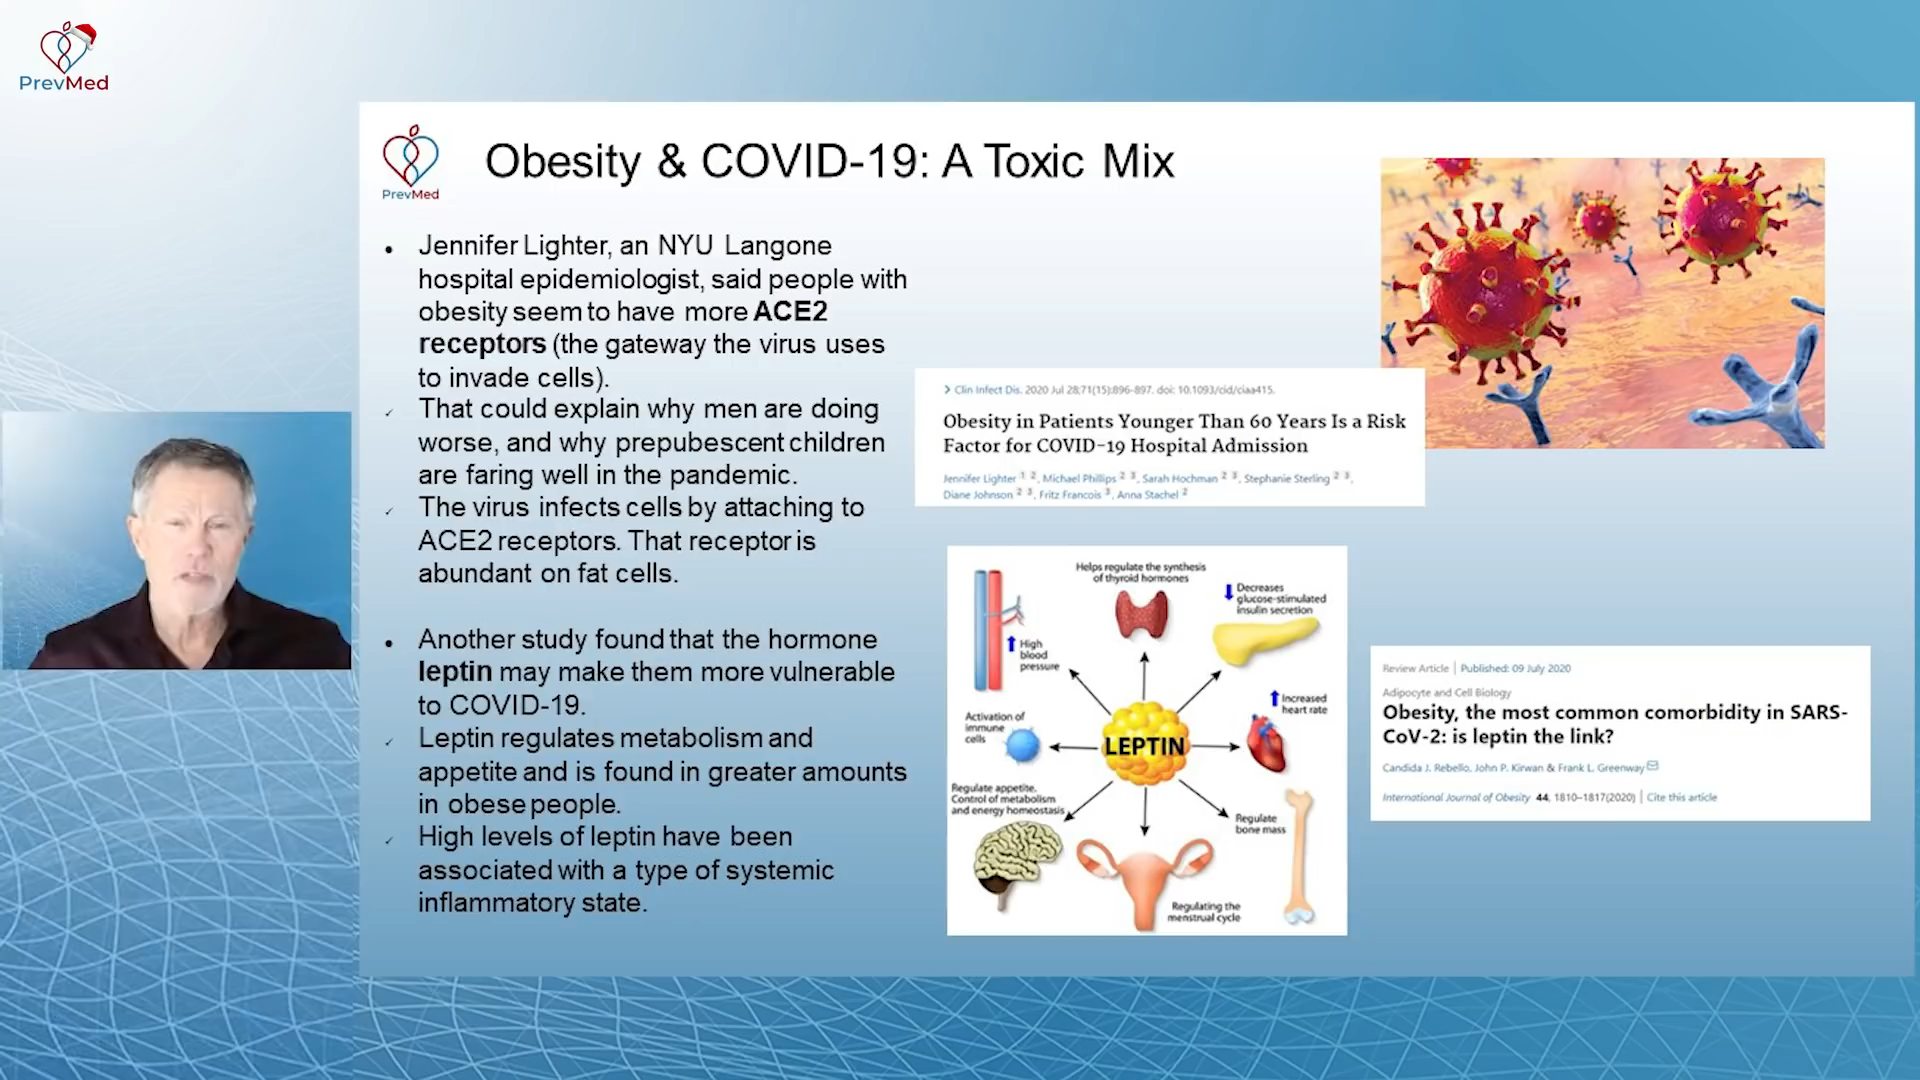 PrevMed
PrevMed
Obesity & COVID-19: A Toxic Mix
• Jennifer Lighter, an NYU Langone
hospital epidemiologist, said people with
obesity seem to have more ACE2
receptors (the gateway the virus uses
to invade cells).
✓ That could explain why men are doing
worse, and why prepubescent children
are faring well in the pandemic.
✓ The virus infects cells by attaching to
ACE2 receptors. That receptor is
abundant on fat cells.
• Another study found that the hormone
leptin may make them more vulnerable
to COVID-19.
✓ Leptin regulates metabolism and
appetite and is found in greater amounts
in obese people.
✓ High levels of leptin have been
associated with a type of systemic
inflammatory state.
> Clin Infect Dis. 2020 Jul 28;71(15):896-897. doi: 10.1093/cid/ciaa415.
Obesity in Patients Younger Than 60 Years Is a Risk
Factor for COVID-19 Hospital Admission
Jennifer Lighter 1 2, Michael Phillips 2 3, Sarah Hochman 2 3, Stephanie Sterling 2 3,
Diane Johnson 2 3, Fritz Francois 3, Anna Stachel 2
Helps regulate the synthesis
of thyroid hormones
Decreases
glucose-stimulated
insulin secretion
High
blood
pressure
Increased
heart rate
Activation of
immune
cells
LEPTIN
Regulate appetite.
Control of metabolism
and energy homeostasis
Regulate
bone mass
Regulating the
menstrual cycle
Review Article | Published: 09 July 2020
Adipocyte and Cell Biology
Obesity, the most common comorbidity in SARS-
CoV-2: is leptin the link?
Candida J. Rebello, John P. Kirwan & Frank L. Greenway
International Journal of Obesity 44, 1810–1817(2020) | Cite this article